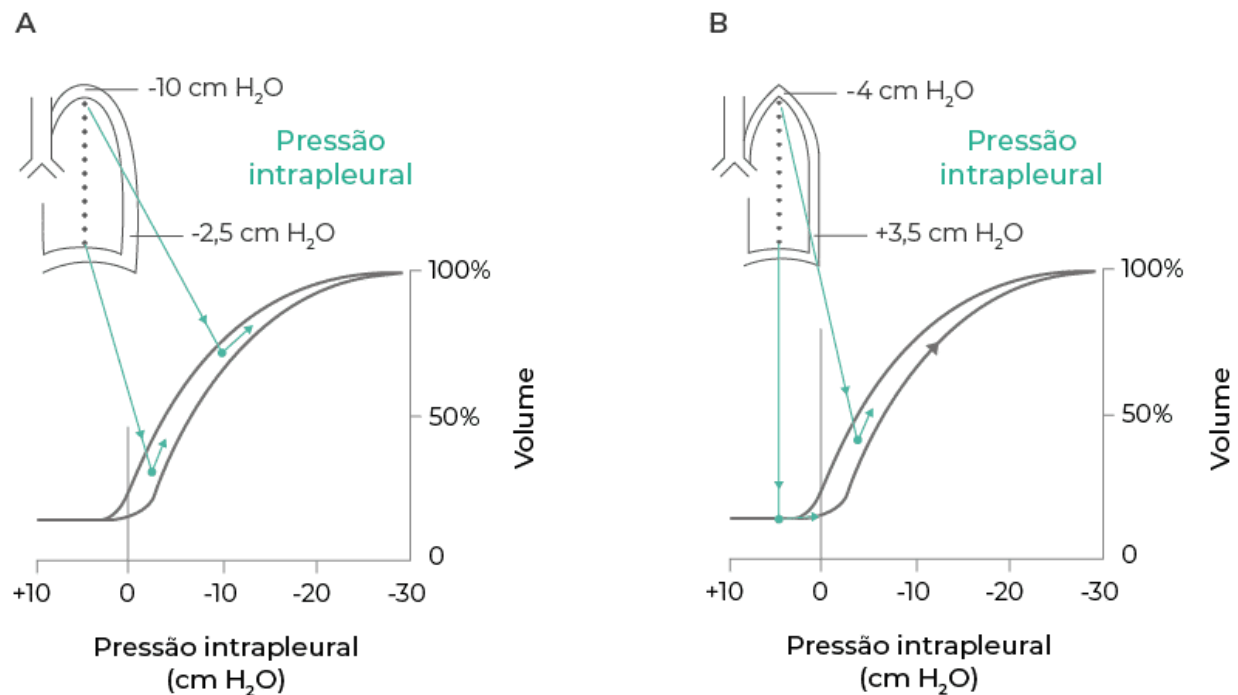 A
-10 cm H₂O
Pressão
intrapleural
-2,5 cm H₂O
100%
50%
0
Volume
+10 0 -10 -20 -30
Pressão intrapleural
(cm H₂O)
B
-4 cm H₂O
Pressão
intrapleural
+3,5 cm H₂O
100%
50%
0
Volume
+10 0 -10 -20 -30
Pressão intrapleural
(cm H₂O)